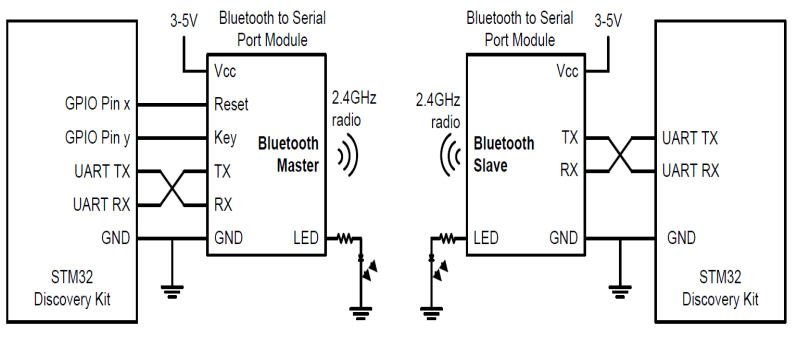 3-5V
Bluetooth to Serial
Port Module
Bluetooth to Serial
Port Module
3-5V
Vcc
Vcc
GPIO Pin x
Reset
2.4GHz
radio
2.4GHz
radio
GPIO Pin y
Key
Bluetooth
Master
Bluetooth
Slave
TX
UART TX
UART TX
TX
RX
UART RX
UART RX
RX
GND
GND
LED
LED
GND
GND
STM32
Discovery Kit
STM32
Discovery Kit